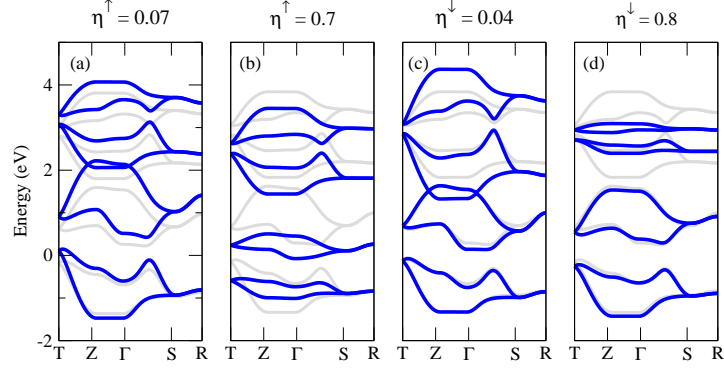 η↑ = 0.07 η↑ = 0.7 η↓ = 0.04 η↓ = 0.8
(a) (b) (c) (d)
4
2
0
-2
Energy (eV)
T Z Γ S R T Z Γ S R T Z Γ S R T Z Γ S R